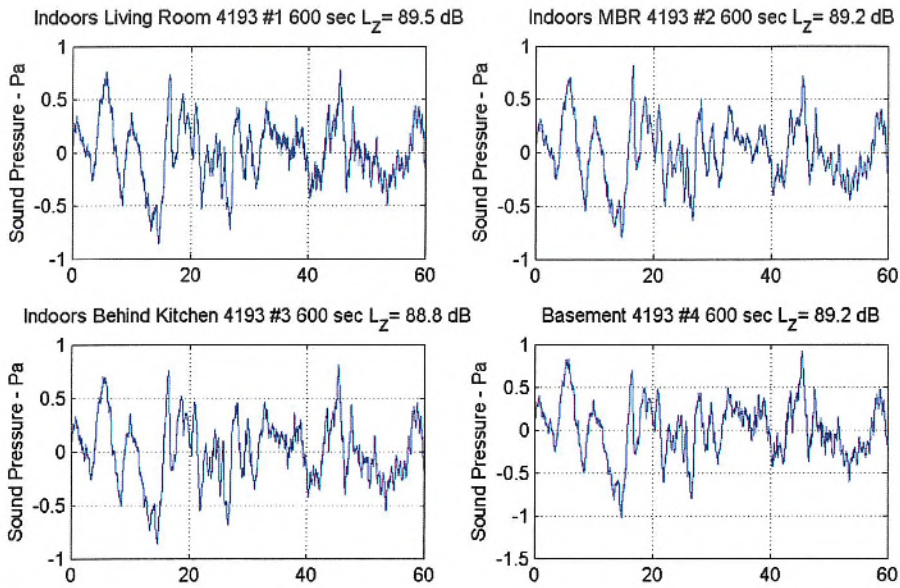 Indoors Living Room 4193 #1 600 sec LZ= 89.5 dB
Sound Pressure - Pa
1
0.5
0
-0.5
-1
0 20 40 60
Indoors MBR 4193 #2 600 sec LZ= 89.2 dB
Sound Pressure - Pa
1
0.5
0
-0.5
-1
0 20 40 60
Indoors Behind Kitchen 4193 #3 600 sec LZ= 88.8 dB
Sound Pressure - Pa
1
0.5
0
-0.5
-1
0 20 40 60
Basement 4193 #4 600 sec LZ= 89.2 dB
Sound Pressure - Pa
1
0.5
0
-0.5
-1
-1.5
0 20 40 60